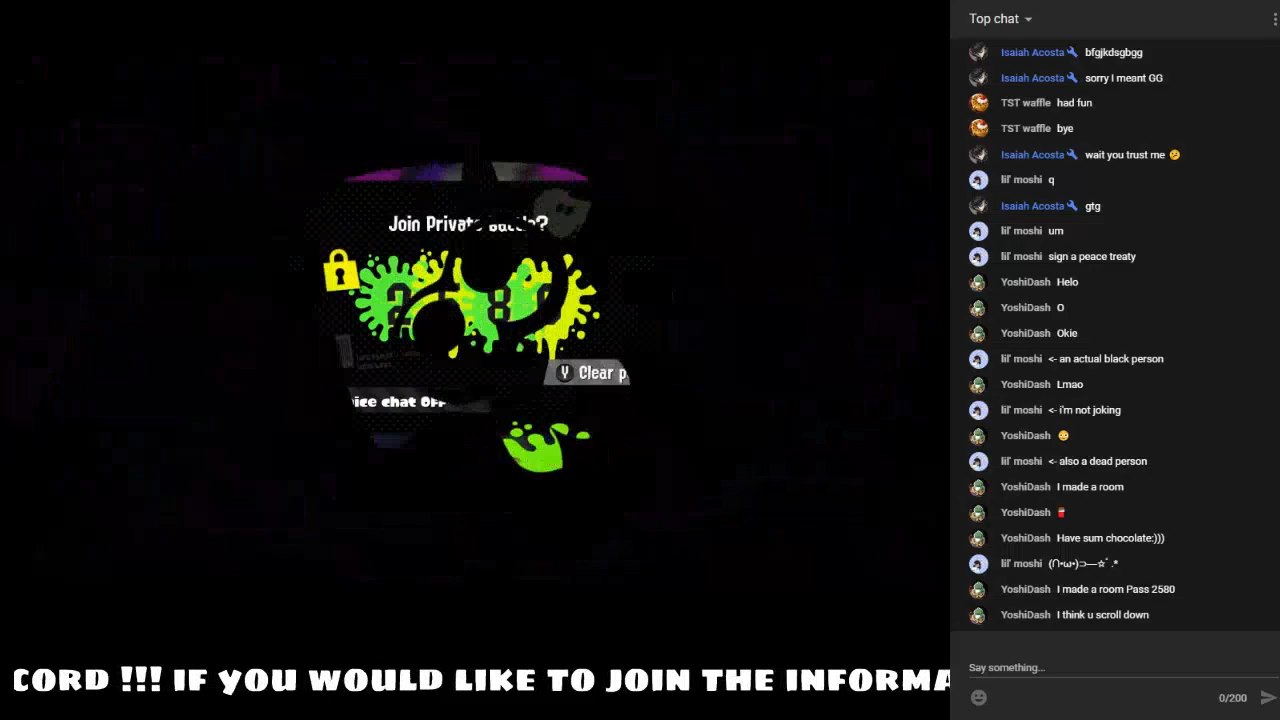 Join Private Battle?
Y Clear p
ice chat OFF
CORD !!! IF YOU WOULD LIKE TO JOIN THE INFORMA
Top chat
Isaiah Acosta bfgjkdsgbgg
Isaiah Acosta sorry I meant GG
TST waffle had fun
TST waffle bye
Isaiah Acosta wait you trust me 😕
lil' moshi q
Isaiah Acosta gtg
lil' moshi um
lil' moshi sign a peace treaty
YoshiDash Helo
YoshiDash O
YoshiDash Okie
lil' moshi <- an actual black person
YoshiDash Lmao
lil' moshi <- i'm not joking
YoshiDash 😳
lil' moshi <- also a dead person
YoshiDash I made a room
YoshiDash 🧧
YoshiDash Have sum chocolate:)))
lil' moshi (∩•ω•)⊃—☆ﾟ.*
YoshiDash I made a room Pass 2580
YoshiDash I think u scroll down
Say something...
0/200